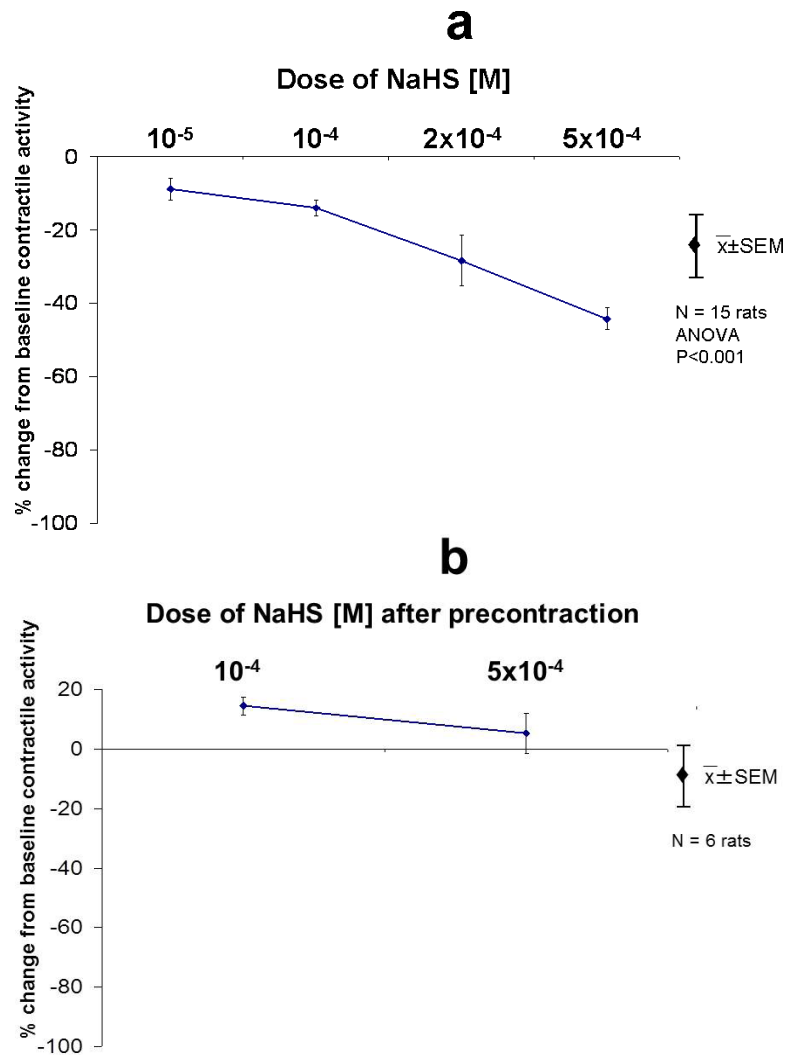 a
Dose of NaHS [M]
10⁻⁵ 10⁻⁴ 2x10⁻⁴ 5x10⁻⁴
% change from baseline contractile activity
0
-20
-40
-60
-80
-100
x̅±SEM
N = 15 rats
ANOVA
P<0.001
b
Dose of NaHS [M] after precontraction
10⁻⁴ 5x10⁻⁴
% change from baseline contractile activity
20
0
-20
-40
-60
-80
-100
x̅±SEM
N = 6 rats